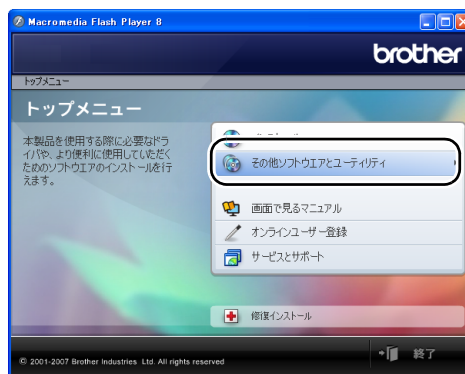 Macromedia Flash Player 8
brother
トップメニュー
トップメニュー
本製品を使用する際に必要なドラ
イバや、より便利に使用していただく
ためのソフトウエアのインストールを行
えます。
その他ソフトウエアとユーティリティ
画面で見るマニュアル
オンラインユーザー登録
サービスとサポート
修復インストール
© 2001-2007 Brother Industries Ltd. All rights reserved
終了